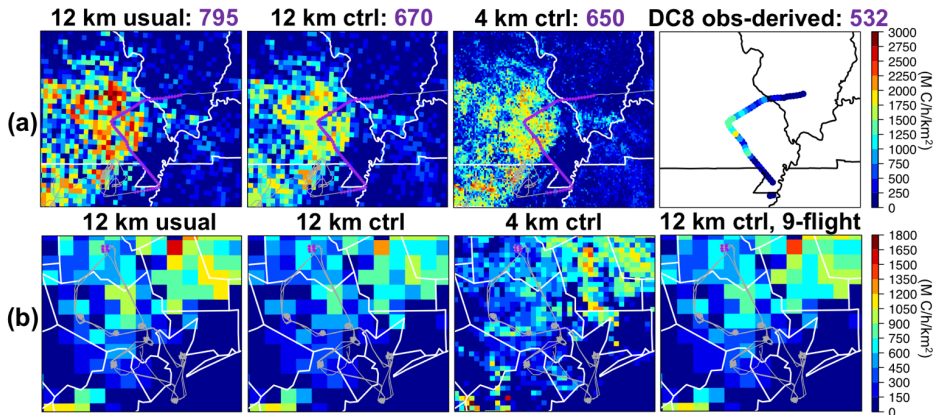 12 km usual: 795
12 km ctrl: 670
4 km ctrl: 650
DC8 obs-derived: 532
(a)
3000
2750
2500
2250
2000
1750
1500
1250
1000
750
500
250
0
(M C/h/km²)
12 km usual
12 km ctrl
4 km ctrl
12 km ctrl, 9-flight
(b)
1800
1650
1500
1350
1200
1050
900
750
600
450
300
150
0
(M C/h/km²)